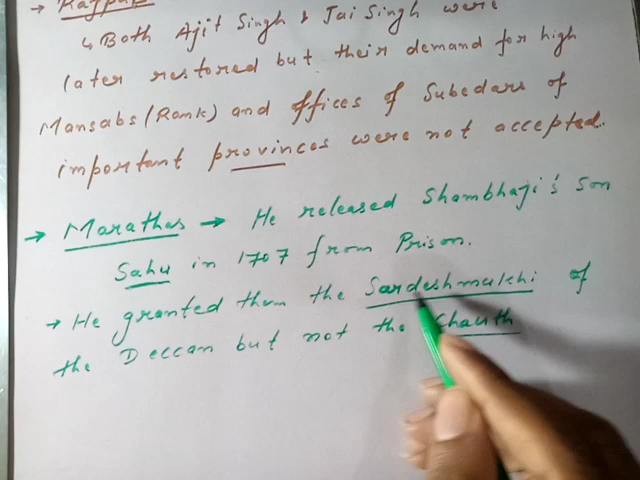 → Rajputs
↳ Both Ajit Singh & Jai Singh were
later restored but their demand for high
Mansabs (Rank) and offices of Subedars of
important provinces were not accepted.
→ Marathas → He released Shambhaji's son
Sahu in 1707 from Prison.
→ He granted them the Sardeshmukhi of
the Deccan but not the Chauth